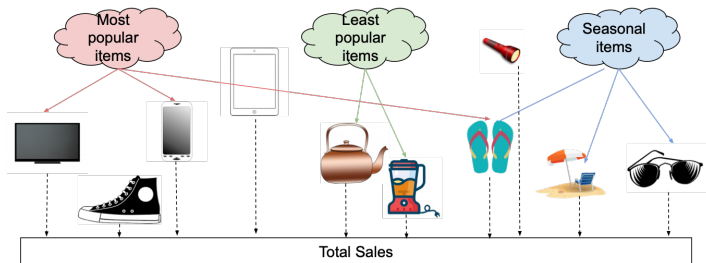 Most
popular
items
Least
popular
items
Seasonal
items
Total Sales